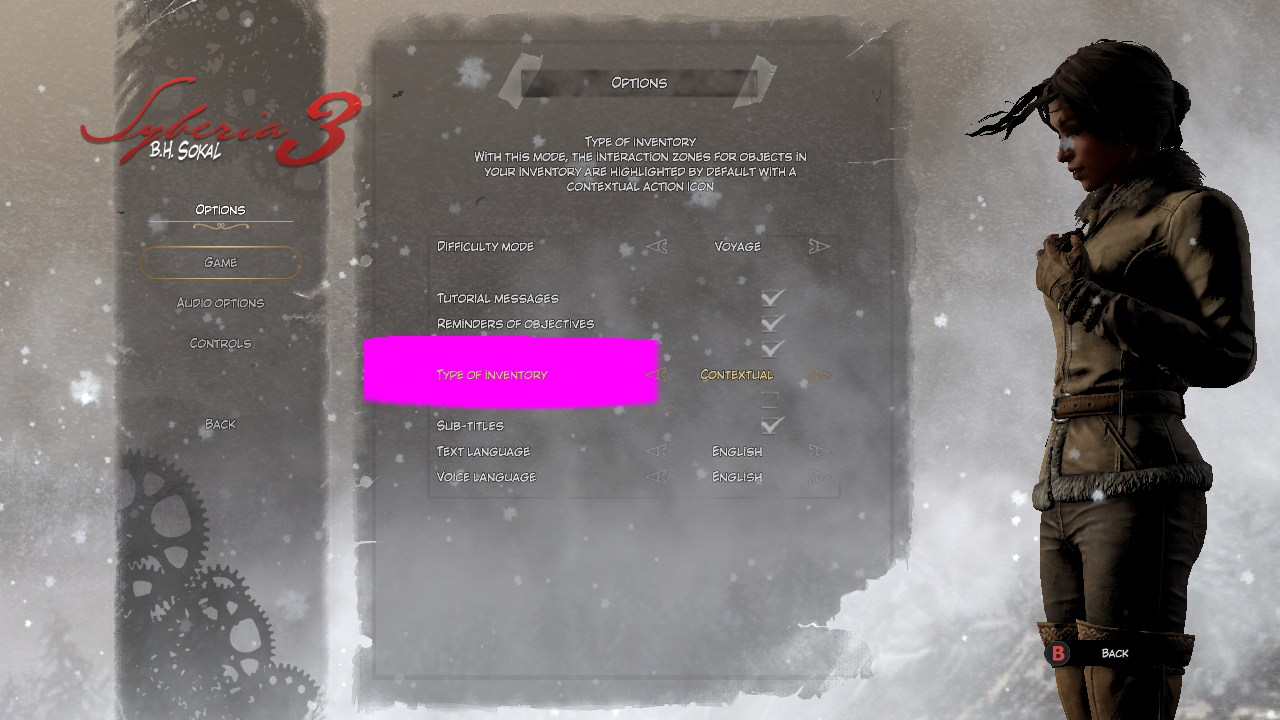 Syberia 3
B.H. Sokal
Options
Options
Type of inventory
With this mode, the interaction zones for objects in
your inventory are highlighted by default with a
contextual action icon
Game
Audio options
Controls
Back
Difficulty mode Voyage
Tutorial messages
Reminders of objectives
Type of inventory Contextual
Sub-titles
Text language English
Voice language English
B Back